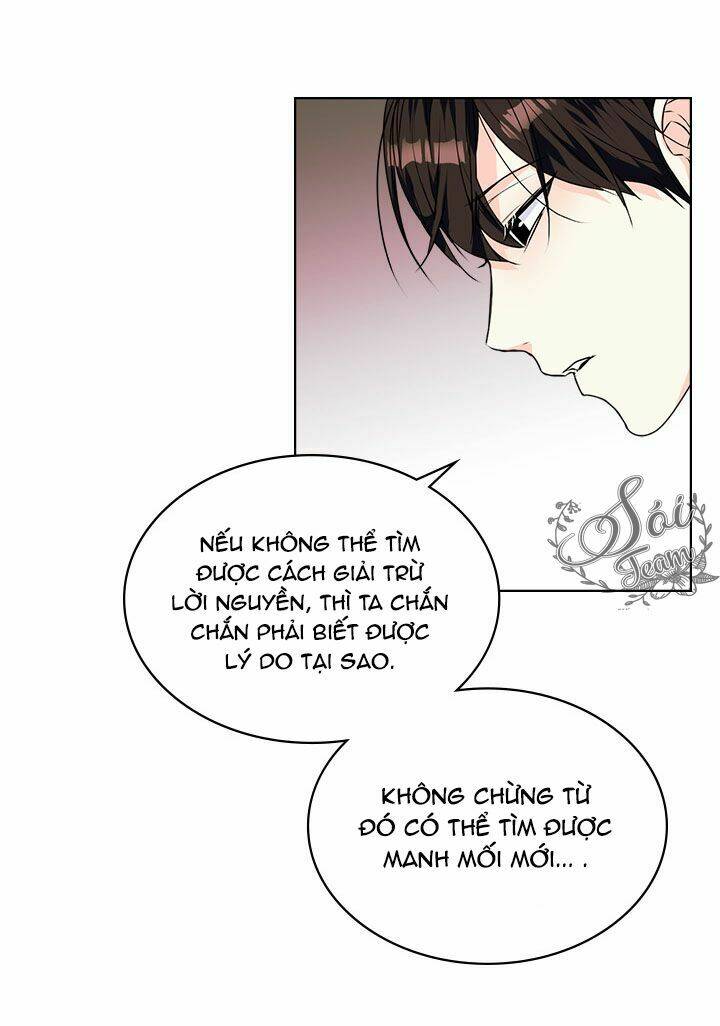 Sói
Team
NẾU KHÔNG THỂ TÌM
ĐƯỢC CÁCH GIẢI TRỪ
LỜI NGUYỀN, THÌ TA CHẮN
CHẮN PHẢI BIẾT ĐƯỢC
LÝ DO TẠI SAO.
KHÔNG CHỪNG TỪ
ĐÓ CÓ THỂ TÌM ĐƯỢC
MANH MỐI MỚI... .